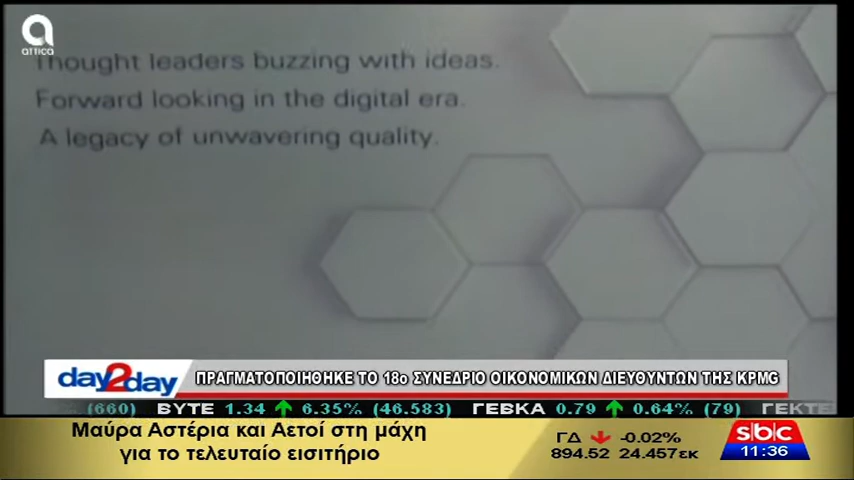 αττica
Thought leaders buzzing with ideas.
Forward looking in the digital era.
A legacy of unwavering quality.
day2day
ΠΡΑΓΜΑΤΟΠΟΙΗΘΗΚΕ ΤΟ 18ο ΣΥΝΕΔΡΙΟ ΟΙΚΟΝΟΜΙΚΩΝ ΔΙΕΥΘΥΝΤΩΝ ΤΗΣ KPMG
(660) ΒΥΤΕ 1.34 6.35% (46.583) ΓΕΒΚΑ 0.79 0.64% (79) ΓΕΚΤΕ
Μαύρα Αστέρια και Αετοί στη μάχη
για το τελευταίο εισιτήριο
ΓΔ -0.02%
894.52 24.457εκ
sbc
11:36